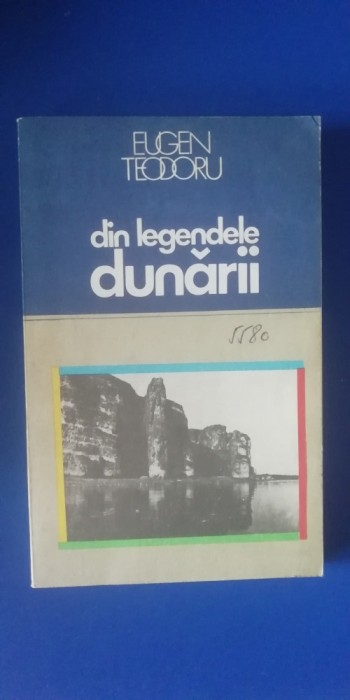 EUGEN
TEODORU
din legendele
dunării
5580